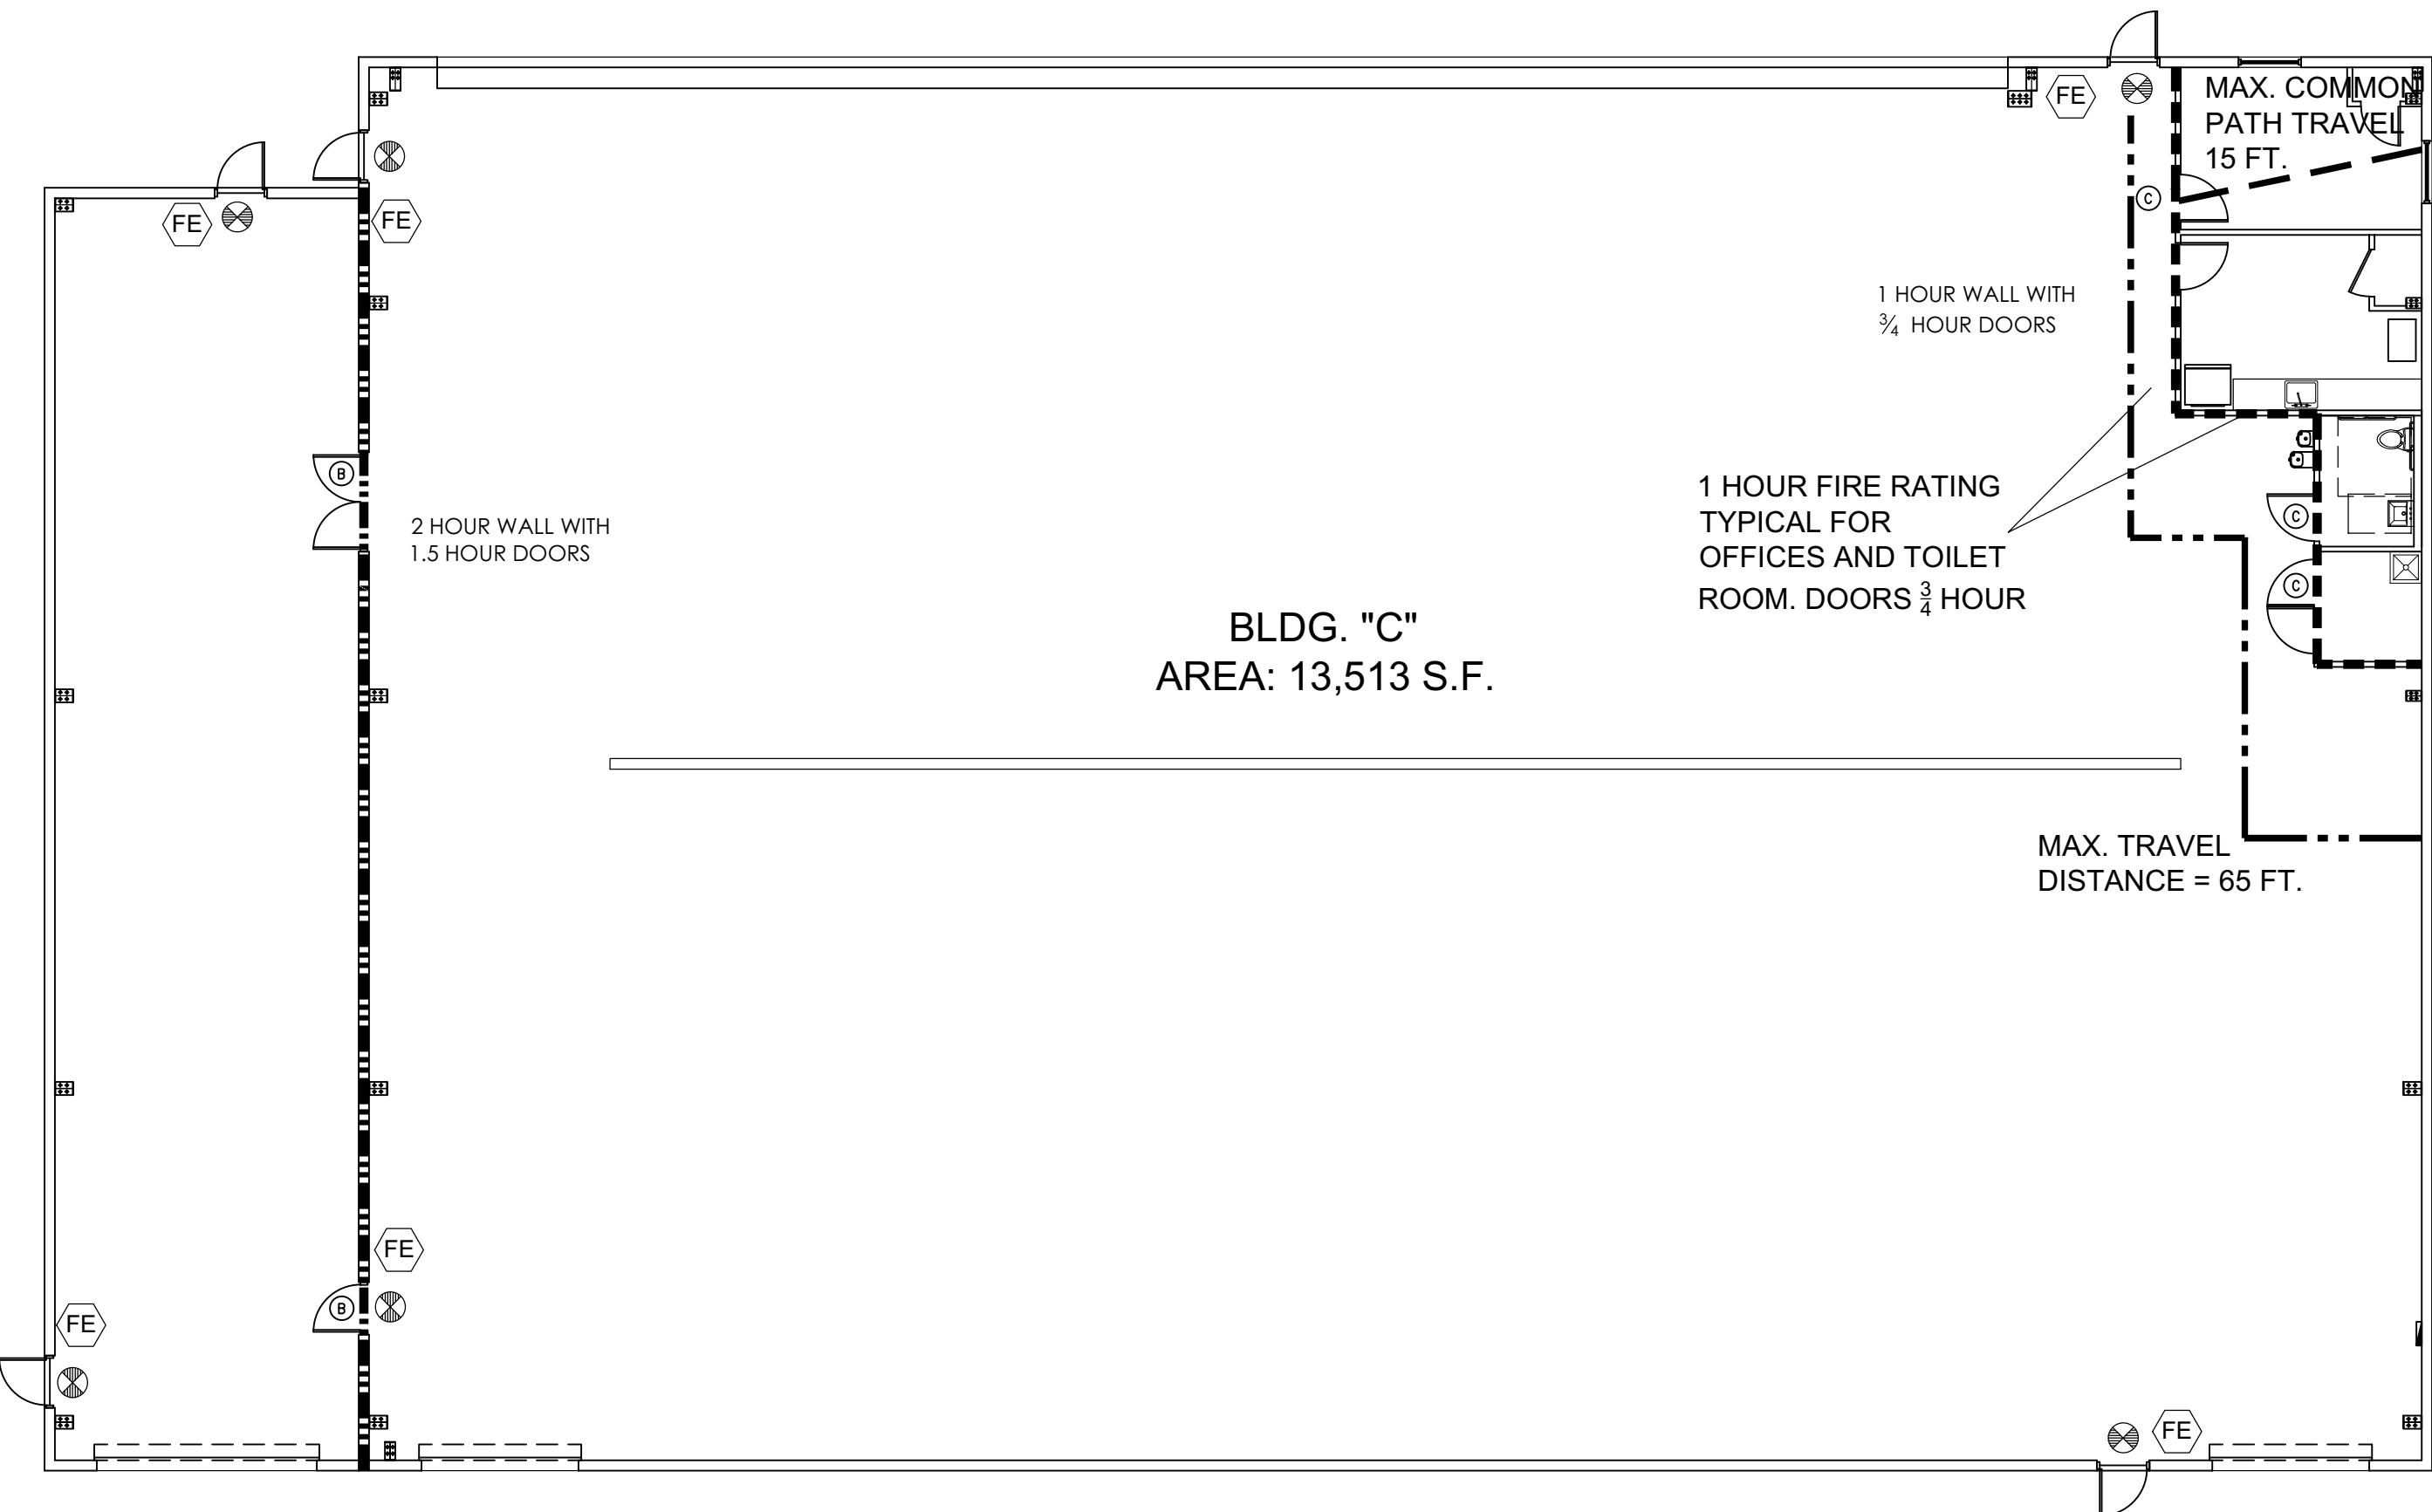 MAX. COMMON
PATH TRAVEL
15 FT.
FE
FE
FE
C
1 HOUR WALL WITH
¾ HOUR DOORS
B
2 HOUR WALL WITH
1.5 HOUR DOORS
1 HOUR FIRE RATING
TYPICAL FOR
OFFICES AND TOILET
ROOM. DOORS ¾ HOUR
C
C
BLDG. "C"
AREA: 13,513 S.F.
MAX. TRAVEL
DISTANCE = 65 FT.
FE
B
FE
FE